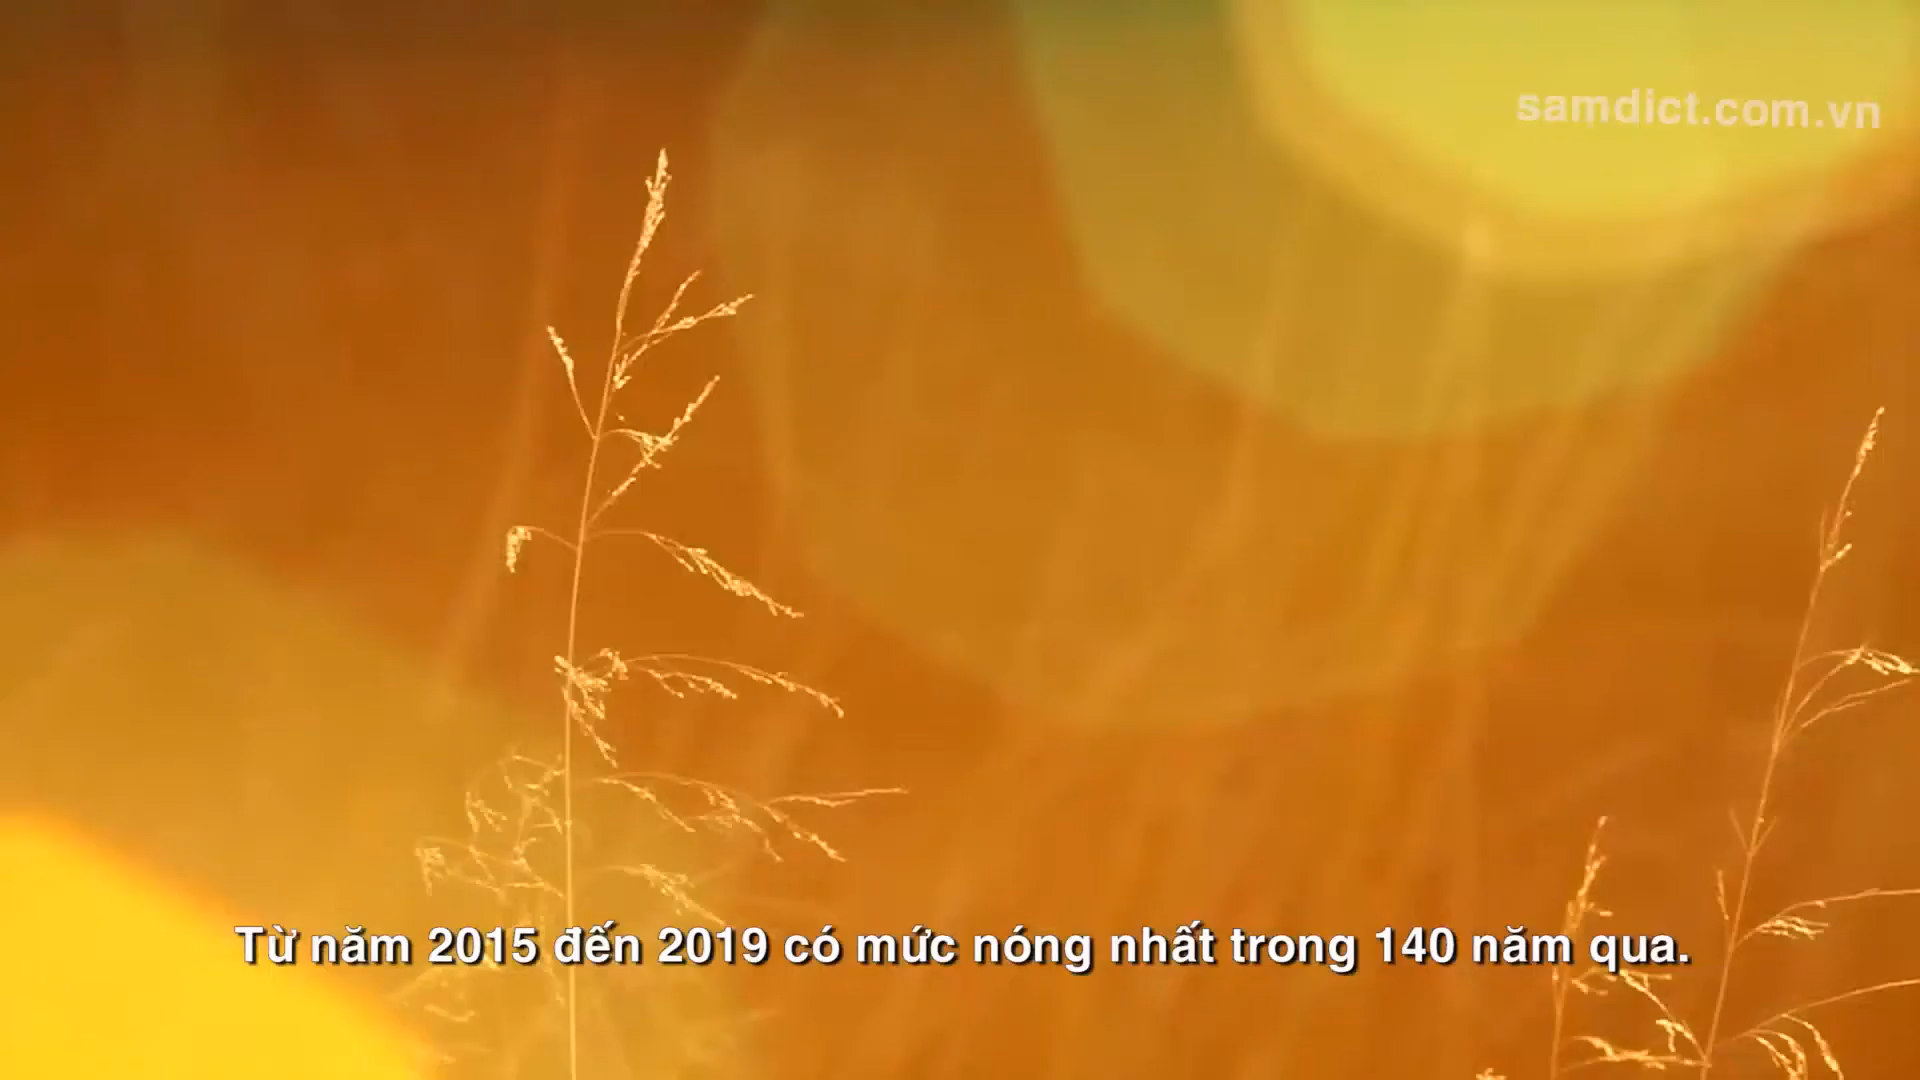 samdict.com.vn
Từ năm 2015 đến 2019 có mức nóng nhất trong 140 năm qua.